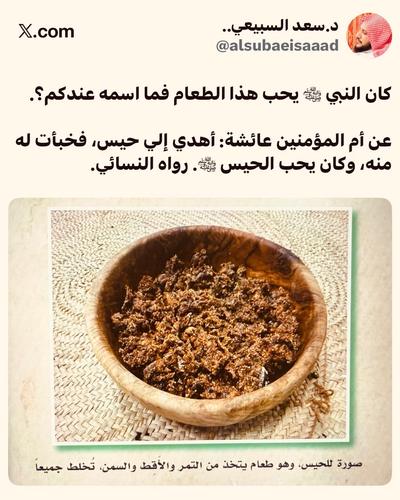 د.سعد السبيعي..
@alsubaeisaaad
X.com
كان النبي ﷺ يحب هذا الطعام فما اسمه عندكم؟.
عن أم المؤمنين عائشة: أهدي إلي حيس، فخبأت له
منه، وكان يحب الحيس ﷺ. رواه النسائي.
صورة للحيس، وهو طعام يتخذ من التمر والأقط والسمن، تُخلط جميعاً